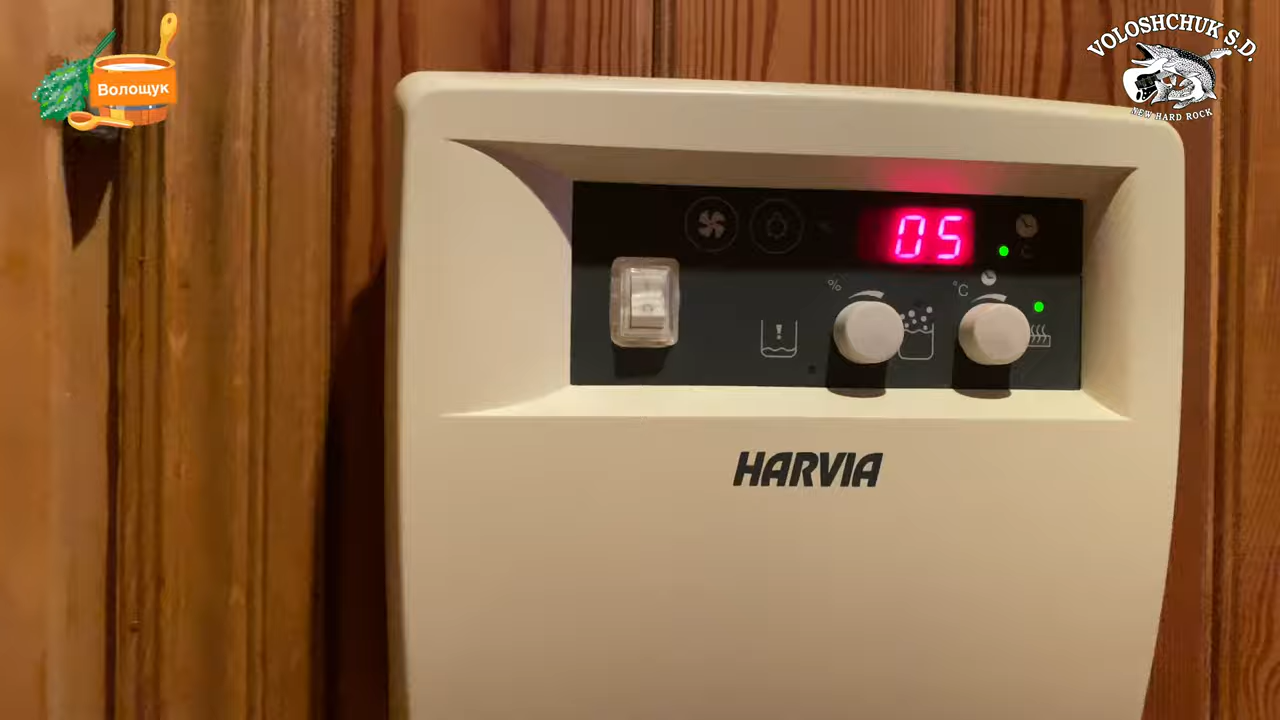 Волощук
VOLOSHCHUK S.D.
NEW HARD ROCK
05
%
°C
HARVIA